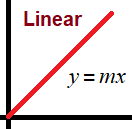 Linear
y = mx